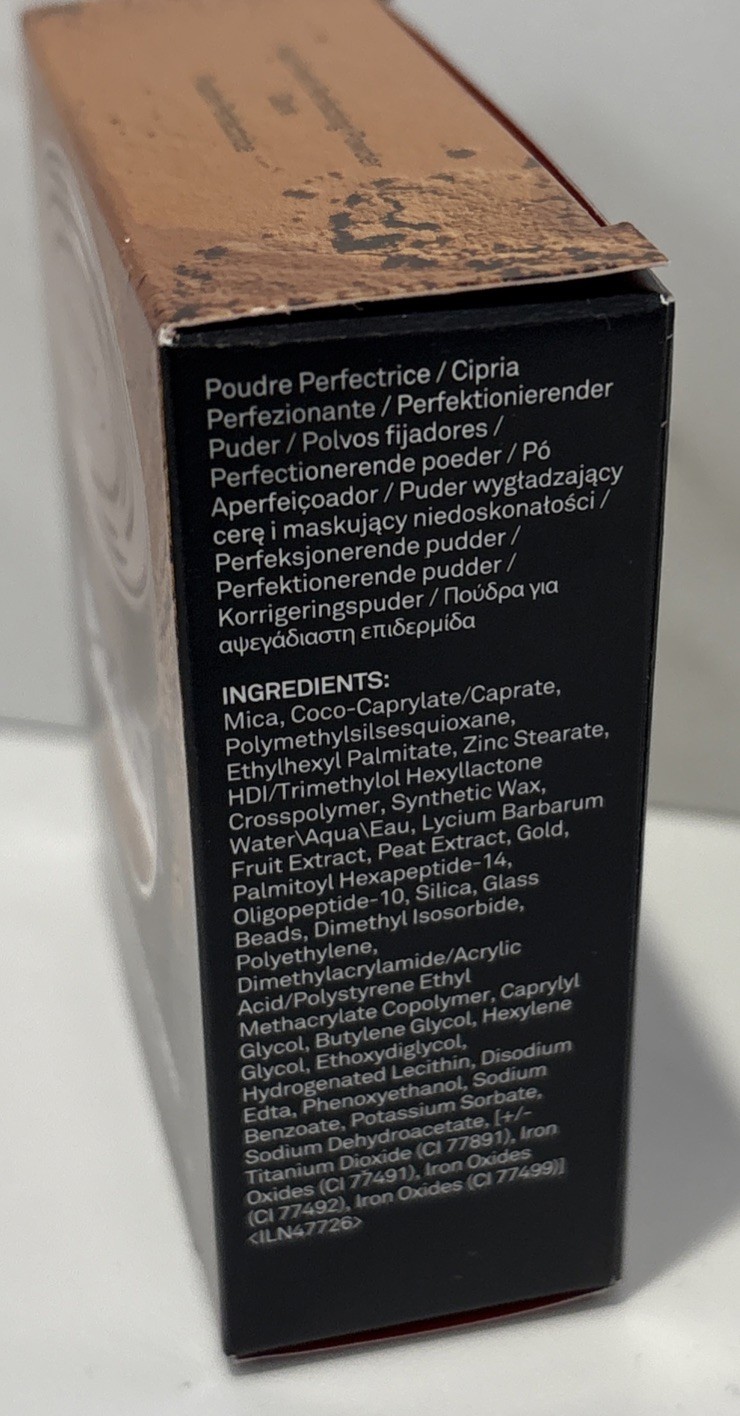 Poudre Perfectrice / Cipria
Perfezionante / Perfektionierender
Puder / Polvos fijadores /
Perfectionerende poeder / Pó
Aperfeiçoador / Puder wygładzający
cerę i maskujący niedoskonałości /
Perfeksjonerende pudder /
Perfektionerende pudder /
Korrigeringspuder / Πούδρα για
αψεγάδιαστη επιδερμίδα
INGREDIENTS:
Mica, Coco-Caprylate/Caprate,
Polymethylsilsesquioxane,
Ethylhexyl Palmitate, Zinc Stearate,
HDI/Trimethylol Hexyllactone
Crosspolymer, Synthetic Wax,
Water\Aqua\Eau, Lycium Barbarum
Fruit Extract, Peat Extract, Gold,
Palmitoyl Hexapeptide-14,
Oligopeptide-10, Silica, Glass
Beads, Dimethyl Isosorbide,
Polyethylene,
Dimethylacrylamide/Acrylic
Acid/Polystyrene Ethyl
Methacrylate Copolymer, Caprylyl
Glycol, Butylene Glycol, Hexylene
Glycol, Ethoxydiglycol,
Hydrogenated Lecithin, Disodium
Edta, Phenoxyethanol, Sodium
Benzoate, Potassium Sorbate,
Sodium Dehydroacetate, [+/-
Titanium Dioxide (CI 77891), Iron
Oxides (CI 77491), Iron Oxides
(CI 77492), Iron Oxides (CI 77499)]
<ILN47726>